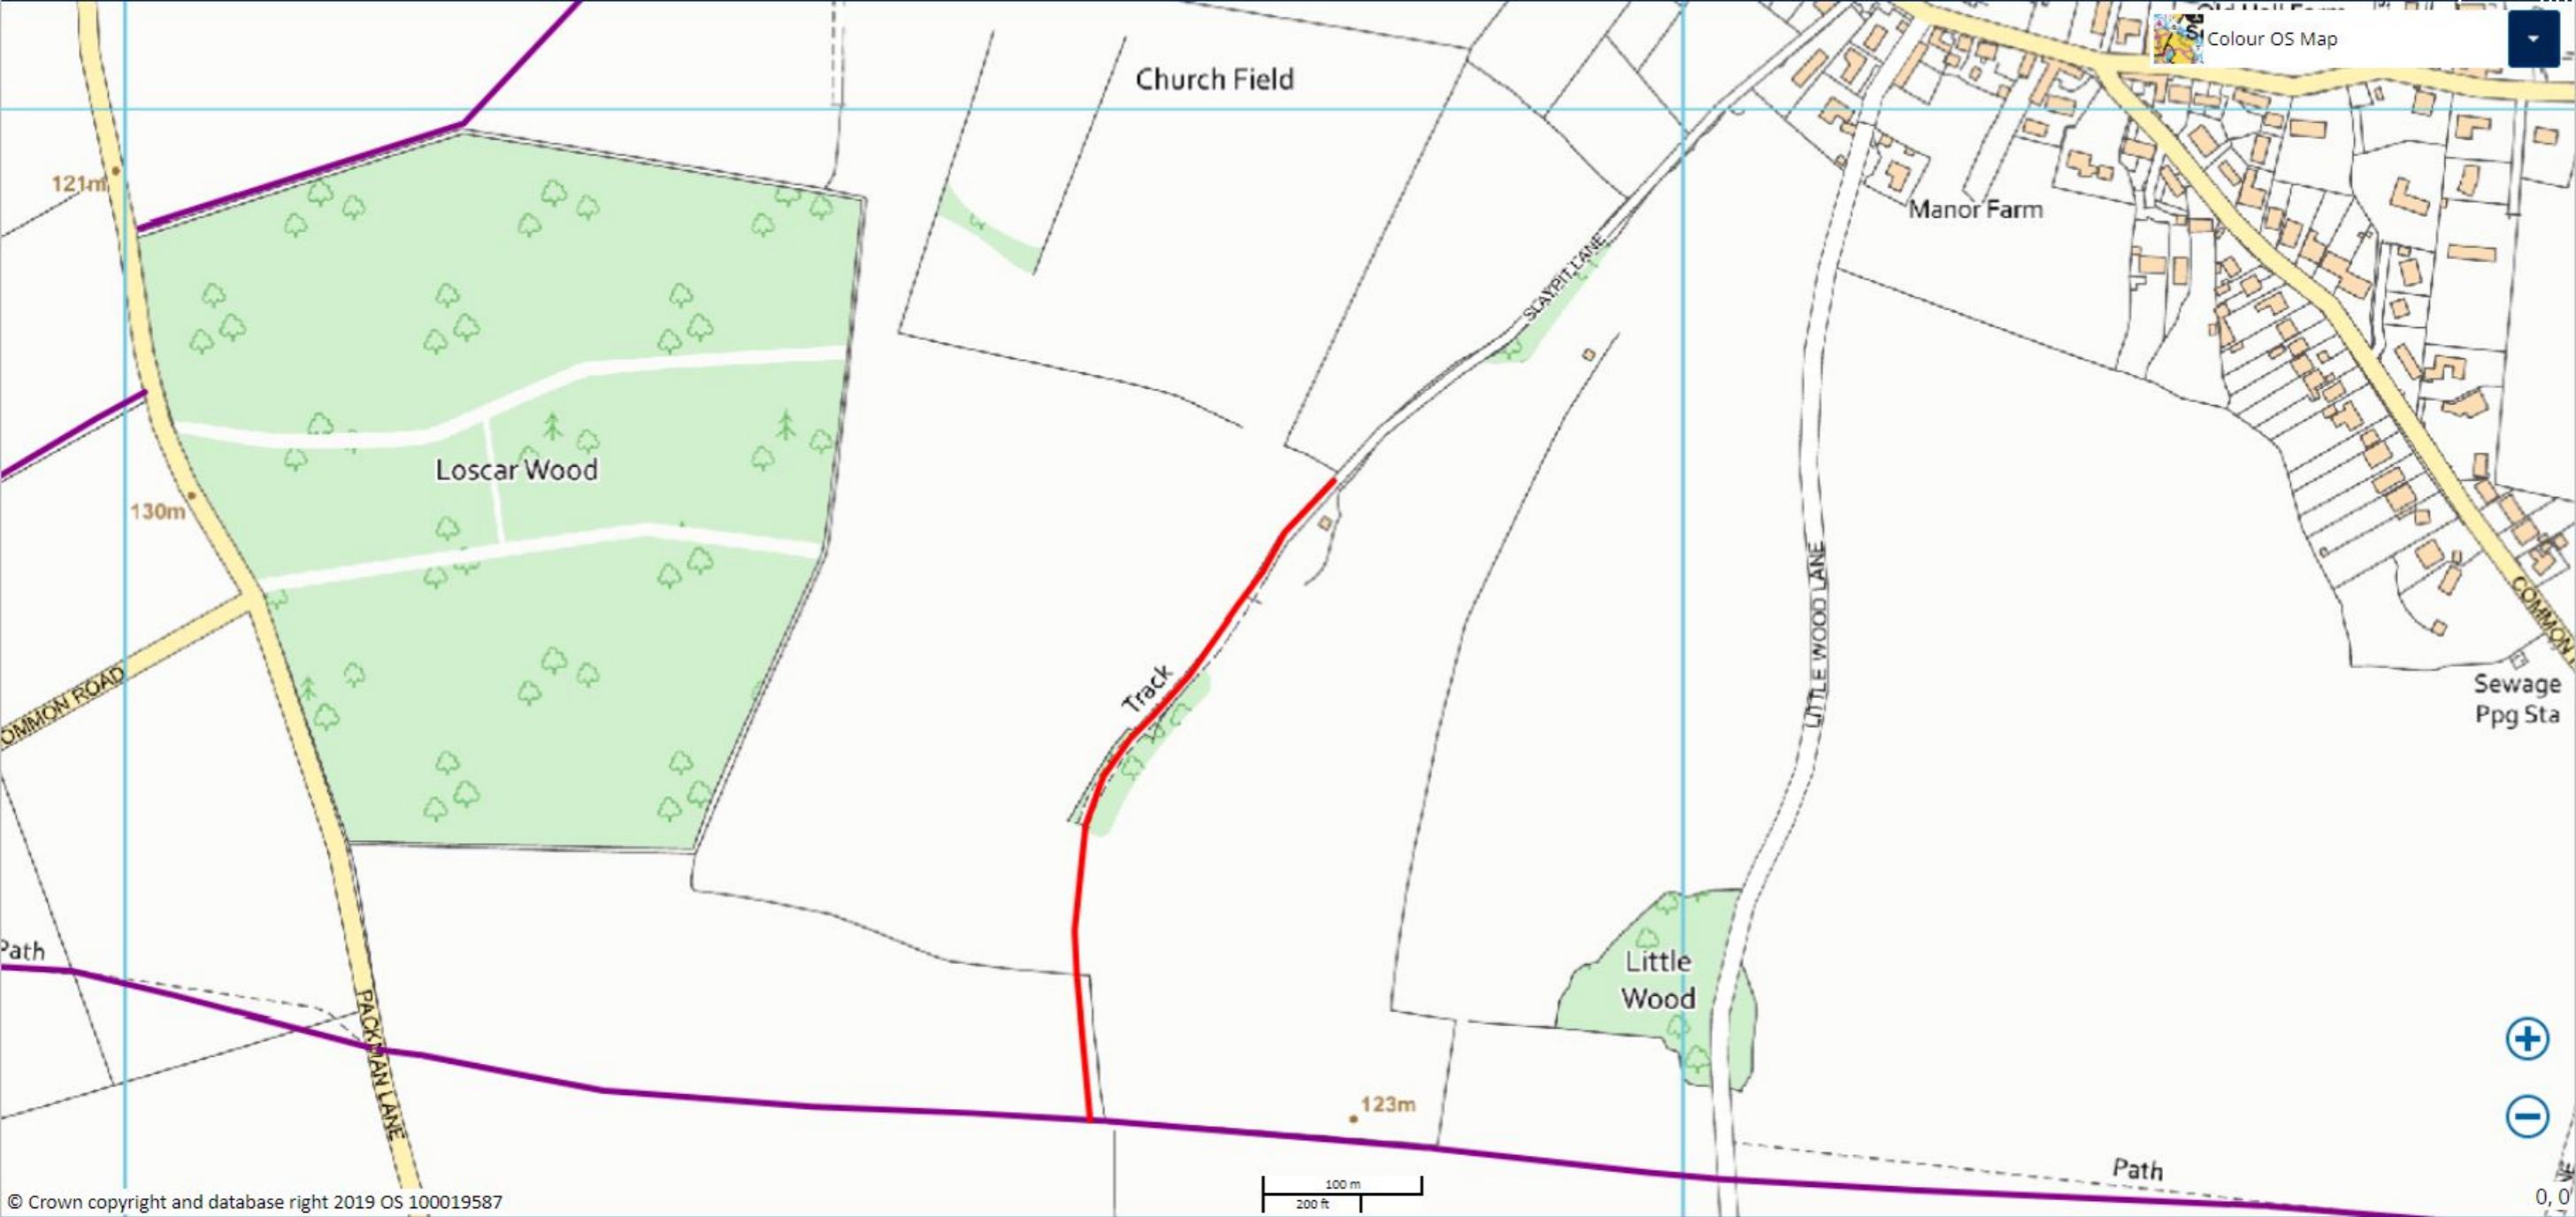 Colour OS Map
Church Field
121m
Manor Farm
SLAYPIT LANE
Loscar Wood
130m
LITTLE WOOD LANE
COMMON
Track
OMMON ROAD
Sewage
Ppg Sta
Path
Little
Wood
PACKMAN LANE
123m
Path
100 m
200 ft
© Crown copyright and database right 2019 OS 100019587
0, 0